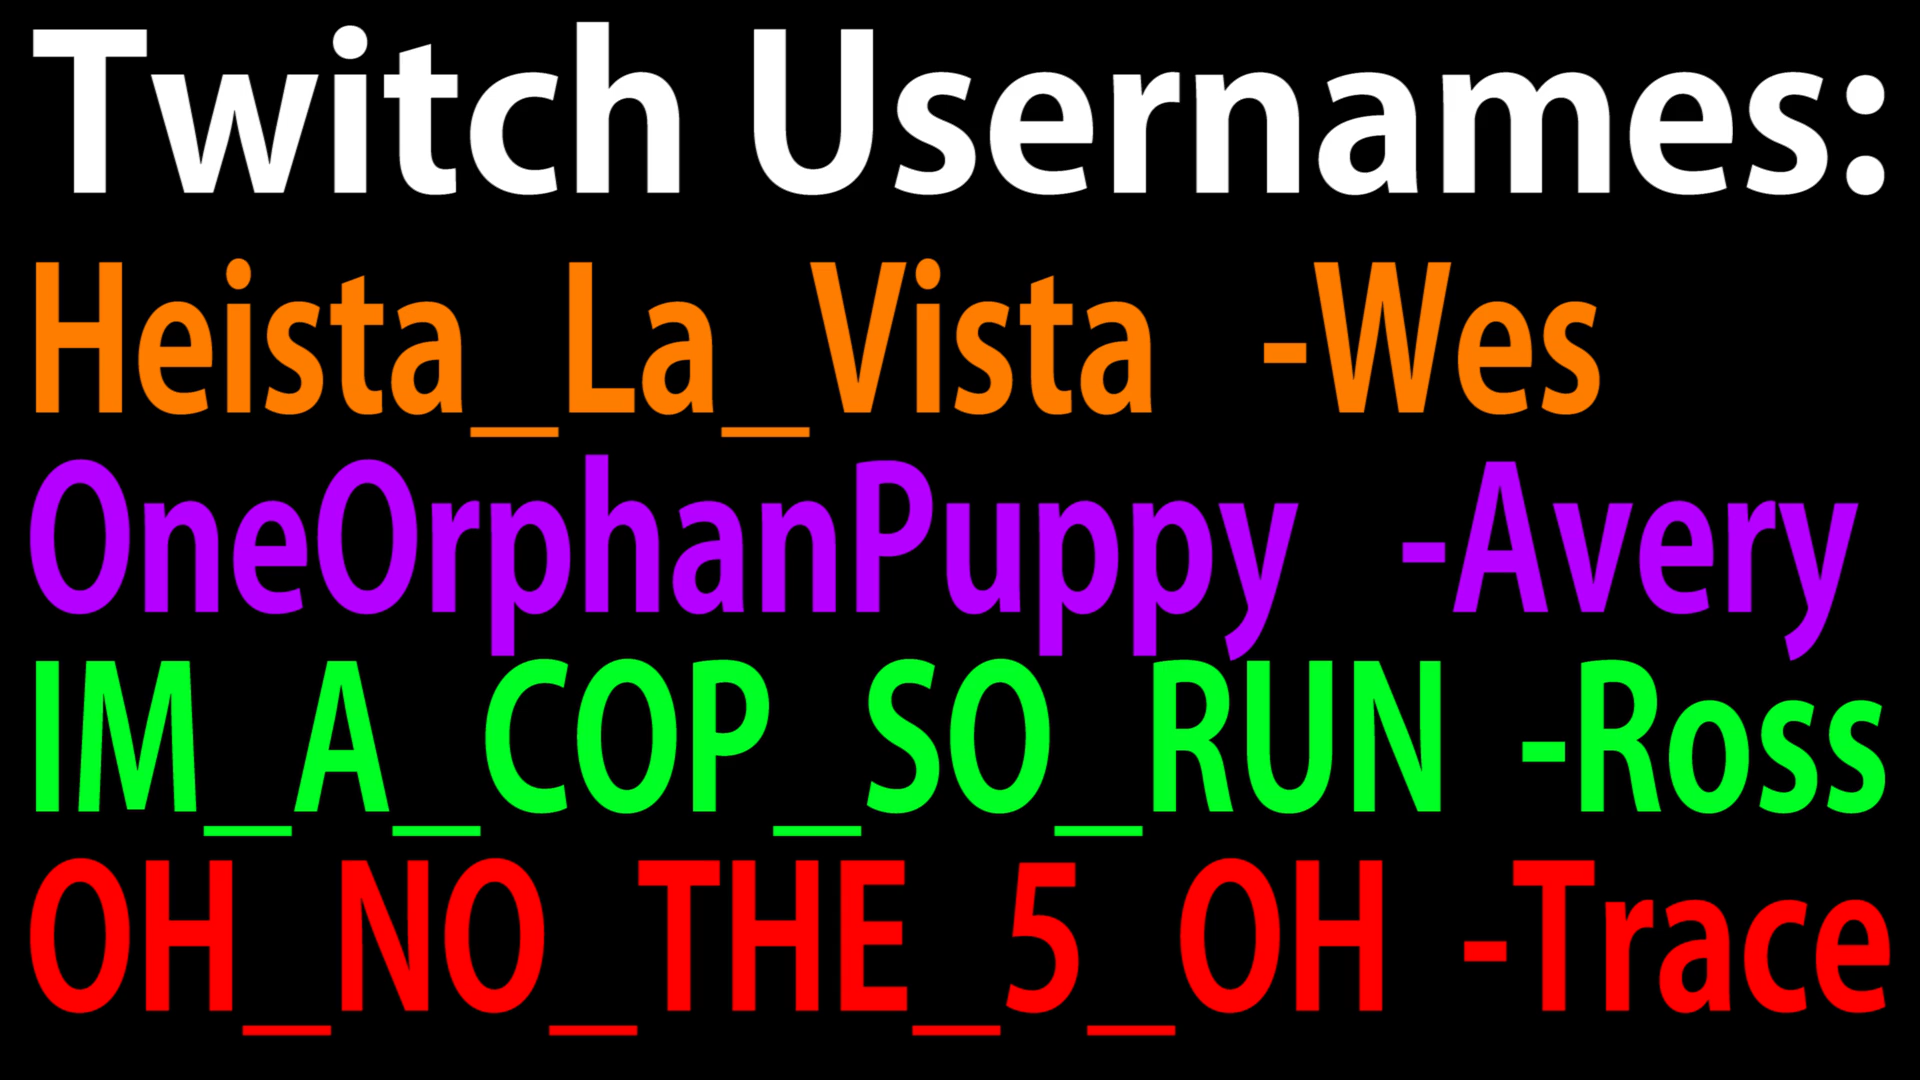 Twitch Usernames:
Heista_La_Vista -Wes
OneOrphanPuppy -Avery
IM_A_COP_SO_RUN -Ross
OH_NO_THE_5_OH -Trace